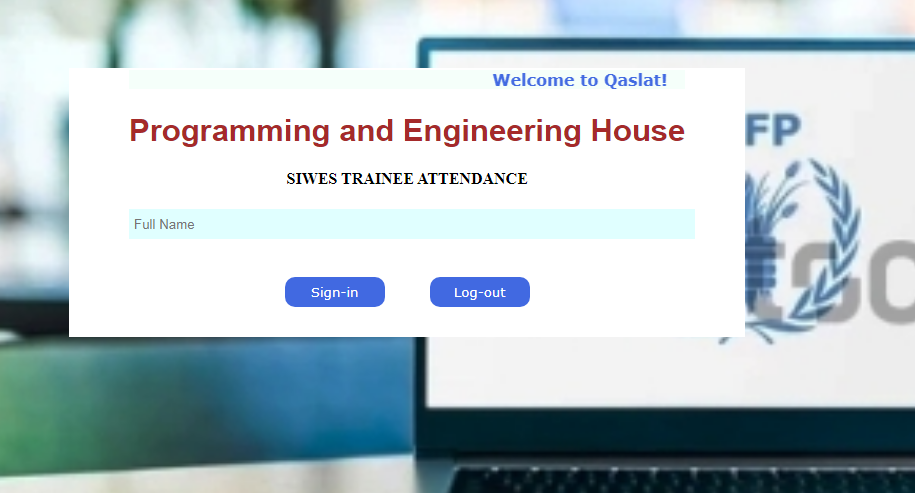 Welcome to Qaslat!
Programming and Engineering House
SIWES TRAINEE ATTENDANCE
Full Name
Sign-in
Log-out
FP